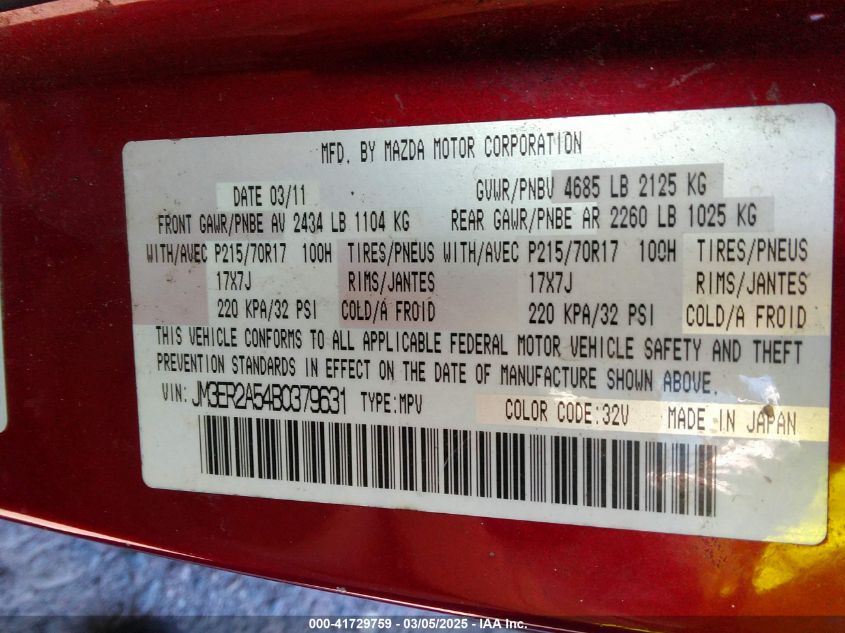 MFD. BY MAZDA MOTOR CORPORATION
DATE 03/11 GVWR/PNBV 4685 LB 2125 KG
FRONT GAWR/PNBE AV 2434 LB 1104 KG REAR GAWR/PNBE AR 2260 LB 1025 KG
WITH/AVEC P215/70R17 100H TIRES/PNEUS WITH/AVEC P215/70R17 100H TIRES/PNEUS
17X7J RIMS/JANTES 17X7J RIMS/JANTES
220 KPA/32 PSI COLD/A FROID 220 KPA/32 PSI COLD/A FROID
THIS VEHICLE CONFORMS TO ALL APPLICABLE FEDERAL MOTOR VEHICLE SAFETY AND THEFT
PREVENTION STANDARDS IN EFFECT ON THE DATE OF MANUFACTURE SHOWN ABOVE.
VIN: JM3ER2A54B0379631 TYPE:MPV COLOR CODE:32V MADE IN JAPAN
000-41729759 — 03/05/2025 — IAA Inc.